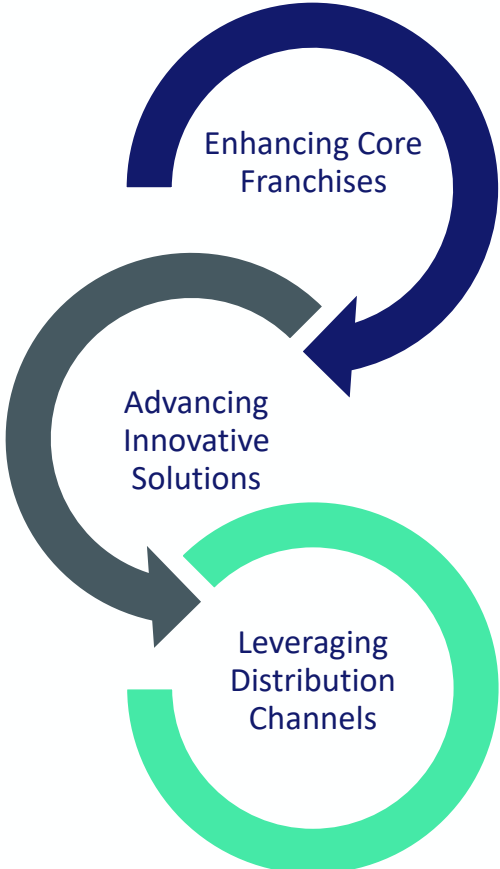 Enhancing Core
Franchises
Advancing
Innovative
Solutions
Leveraging
Distribution
Channels